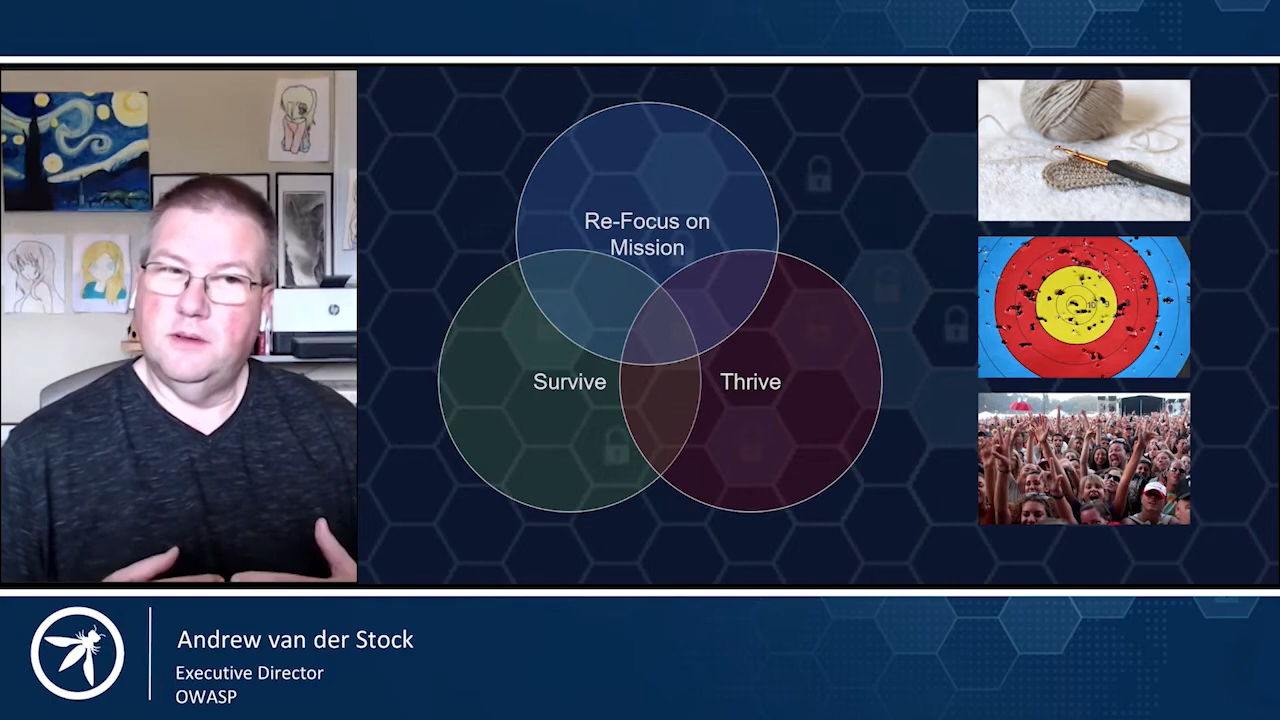 Re-Focus on
Mission
Survive
Thrive
Andrew van der Stock
Executive Director
OWASP